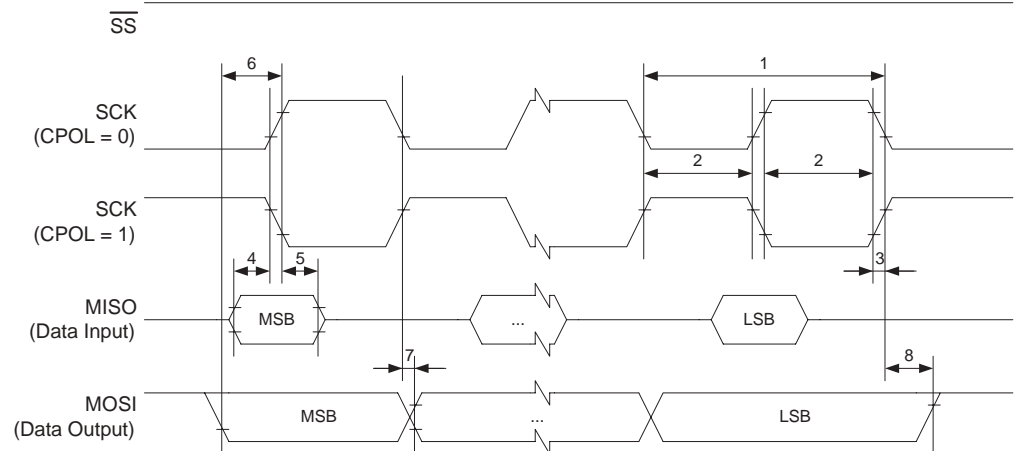 SS
6
1
SCK
(CPOL = 0)
2
2
SCK
(CPOL = 1)
4
5
3
MISO
(Data Input)
MSB
...
LSB
7
8
MOSI
(Data Output)
MSB
...
LSB